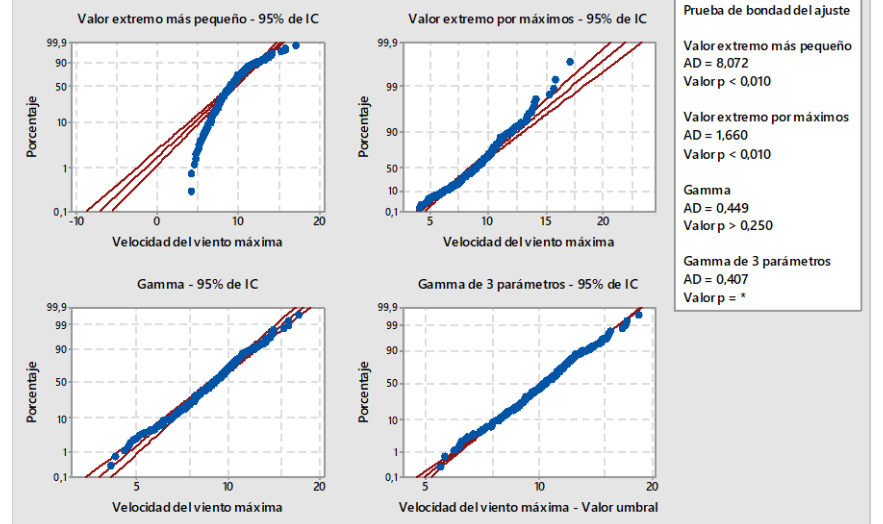 Valor extremo más pequeño - 95% de IC
99,9
99
90
50
10
1
0,1
-10
0
10
20
Porcentaje
Velocidad del viento máxima
Valor extremo por máximos - 95% de IC
99,9
99
90
50
10
0,1
5
10
15
20
Porcentaje
Velocidad del viento máxima
Prueba de bondad del ajuste
Valor extremo más pequeño
AD = 8,072
Valor p < 0,010
Valor extremo por máximos
AD = 1,660
Valor p < 0,010
Gamma
AD = 0,449
Valor p > 0,250
Gamma de 3 parámetros
AD = 0,407
Valor p = *
Gamma - 95% de IC
99,9
99
90
50
10
1
0,1
5
10
20
Porcentaje
Velocidad del viento máxima
Gamma de 3 parámetros - 95% de IC
99,9
99
90
50
10
1
0,1
5
10
20
Porcentaje
Velocidad del viento máxima - Valor umbral